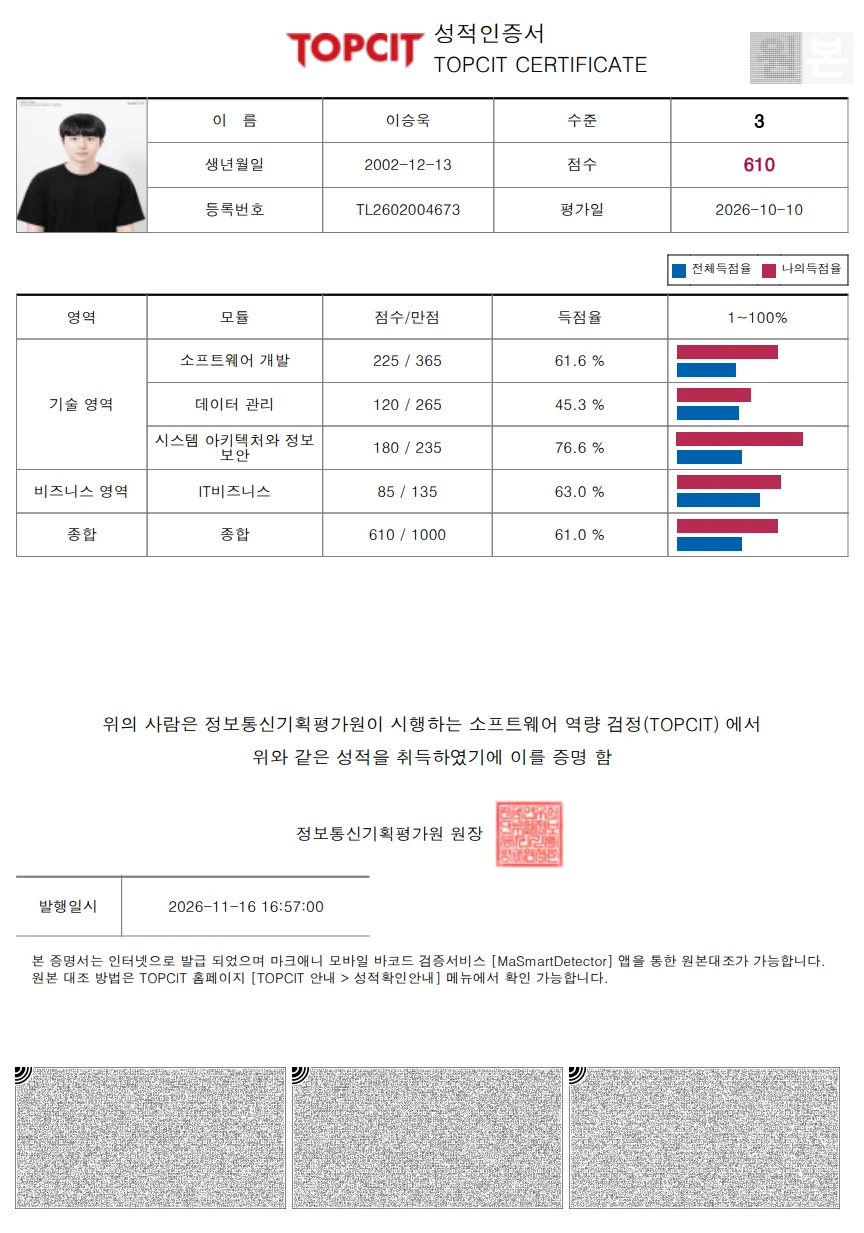 TOPCIT 성적인증서
TOPCIT CERTIFICATE
원본
이 름 이승욱 수준 3
생년월일 2002-12-13 점수 610
등록번호 TL2602004673 평가일 2026-10-10
전체득점율 나의득점율
영역 모듈 점수/만점 득점율 1~100%
기술 영역 소프트웨어 개발 225 / 365 61.6 %
데이터 관리 120 / 265 45.3 %
시스템 아키텍처와 정보
보안 180 / 235 76.6 %
비즈니스 영역 IT비즈니스 85 / 135 63.0 %
종합 종합 610 / 1000 61.0 %
위의 사람은 정보통신기획평가원이 시행하는 소프트웨어 역량 검정(TOPCIT) 에서
위와 같은 성적을 취득하였기에 이를 증명 함
정보통신기획평가원 원장
발행일시 2026-11-16 16:57:00
본 증명서는 인터넷으로 발급 되었으며 마크애니 모바일 바코드 검증서비스 [MaSmartDetector] 앱을 통한 원본대조가 가능합니다.
원본 대조 방법은 TOPCIT 홈페이지 [TOPCIT 안내 > 성적확인안내] 메뉴에서 확인 가능합니다.